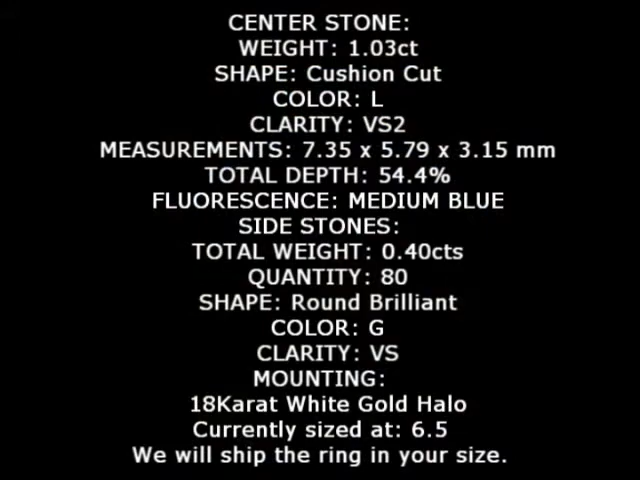 CENTER STONE:
WEIGHT: 1.03ct
SHAPE: Cushion Cut
COLOR: L
CLARITY: VS2
MEASUREMENTS: 7.35 x 5.79 x 3.15 mm
TOTAL DEPTH: 54.4%
FLUORESCENCE: MEDIUM BLUE
SIDE STONES:
TOTAL WEIGHT: 0.40cts
QUANTITY: 80
SHAPE: Round Brilliant
COLOR: G
CLARITY: VS
MOUNTING:
18Karat White Gold Halo
Currently sized at: 6.5
We will ship the ring in your size.